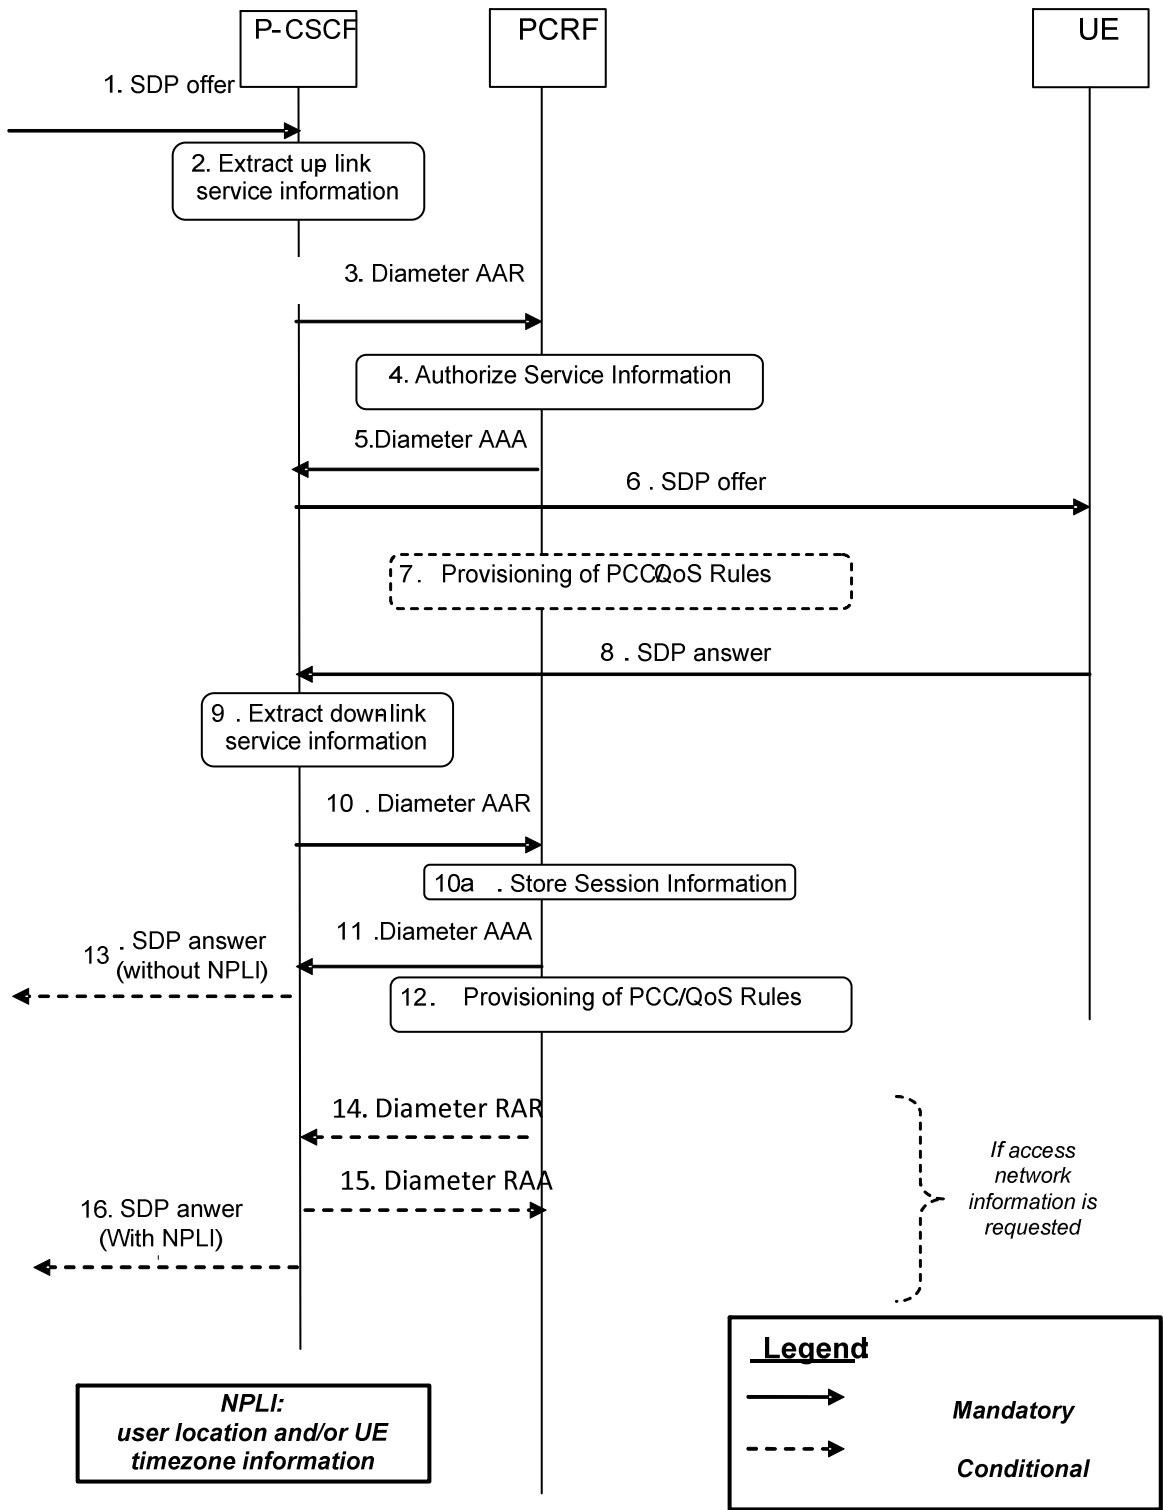 P-CSCF
PCRF
UE
1. SDP offer
2. Extract up link
service information
3. Diameter AAR
4. Authorize Service Information
5.Diameter AAA
6 . SDP offer
7. Provisioning of PCC/QoS Rules
8 . SDP answer
9 . Extract down-link
service information
10 . Diameter AAR
10a . Store Session Information
11 .Diameter AAA
13 . SDP answer
(without NPLI)
12. Provisioning of PCC/QoS Rules
14. Diameter RAR
15. Diameter RAA
16. SDP anwer
(With NPLI)
If access
network
information is
requested
Legend:
Mandatory
Conditional
NPLI:
user location and/or UE
timezone information